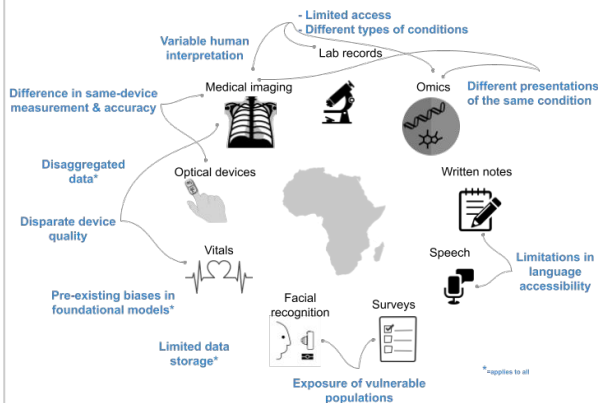 - Limited access
- Different types of conditions
Variable human
interpretation
Lab records
Medical imaging
Omics
Different presentations
of the same condition
Difference in same-device
measurement & accuracy
Disaggregated
data*
Optical devices
Written notes
Disparate device
quality
Vitals
Speech
Limitations in
language
accessibility
Pre-existing biases in
foundational models*
Facial
recognition
Surveys
Limited data
storage*
*=applies to all
Exposure of vulnerable
populations